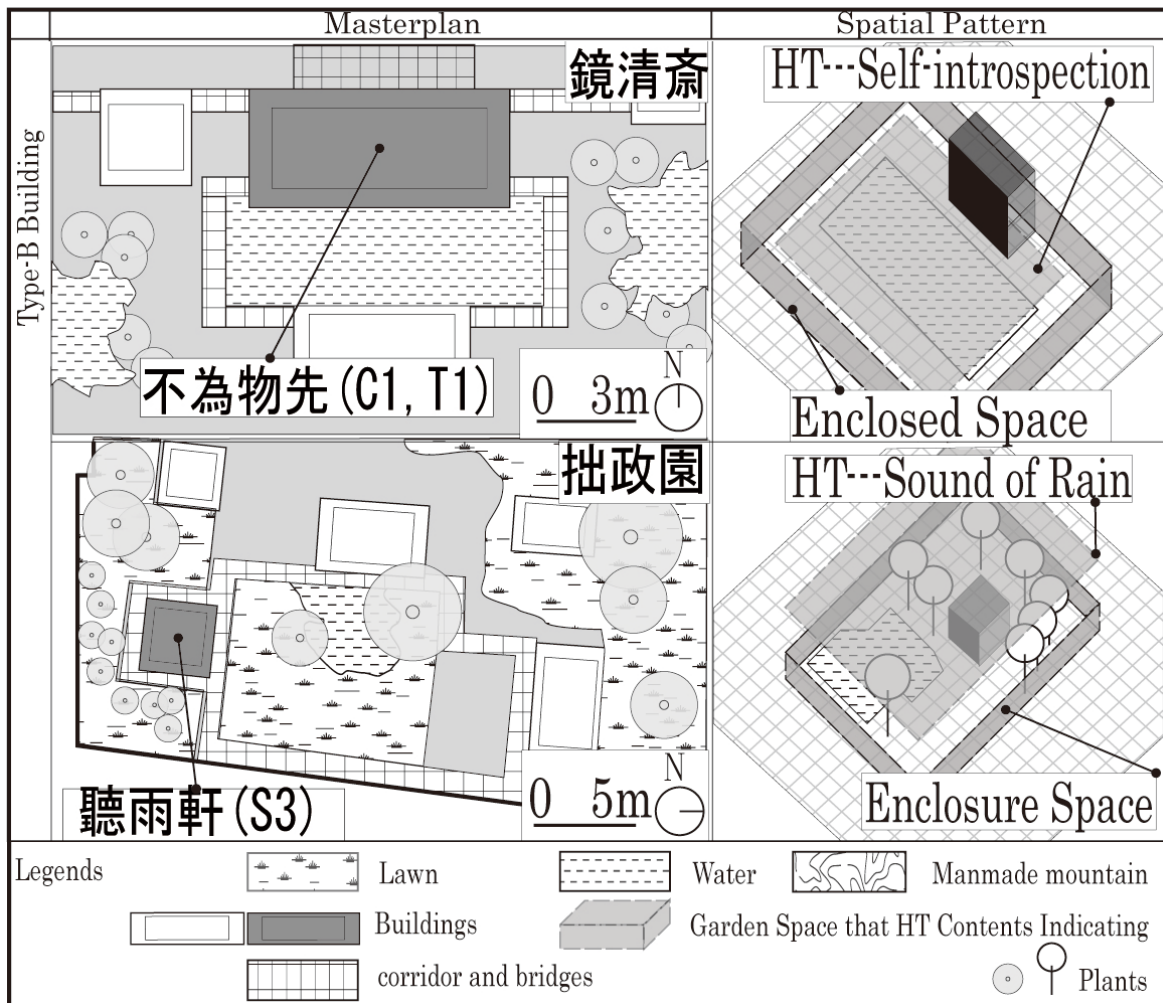 Masterplan
Spatial Pattern
Type-B Building
鏡清斎
不為物先(C1, T1)
0 3m
N
HT---Self-introspection
Enclosed Space
拙政園
聽雨軒(S3)
0 5m
N
HT---Sound of Rain
Enclosure Space
Legends
Lawn
Water
Manmade mountain
Buildings
Garden Space that HT Contents Indicating
corridor and bridges
Plants